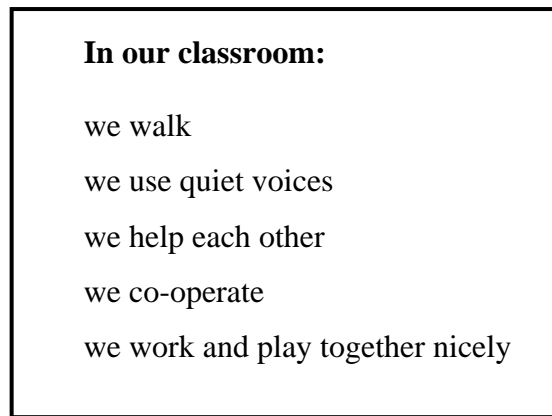 In our classroom:
we walk
we use quiet voices
we help each other
we co-operate
we work and play together nicely